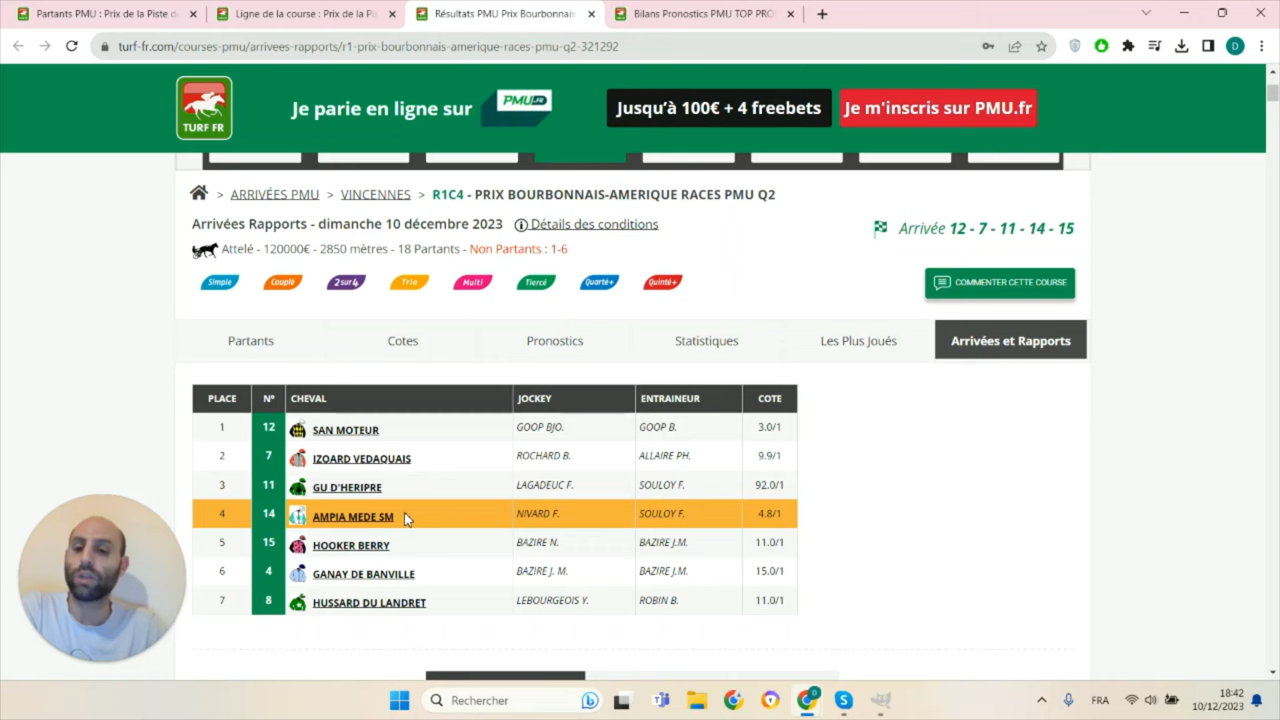 Partants PMU : Prix de la Piste d
Ligne de la course : Prix de la Pi
Résultats PMU Prix Bourbonnais
Bilans Pronostics PMU TOP PRO
turf-fr.com/courses-pmu/arrivees-rapports/r1-prix-bourbonnais-amerique-races-pmu-q2-321292
D
TURF FR
Je parie en ligne sur
PMU.fr
Jusqu'à 100€ + 4 freebets
Je m'inscris sur PMU.fr
> ARRIVÉES PMU > VINCENNES > R1C4 - PRIX BOURBONNAIS-AMERIQUE RACES PMU Q2
Arrivées Rapports - dimanche 10 décembre 2023 Détails des conditions
Arrivée 12 - 7 - 11 - 14 - 15
Attelé - 120000€ - 2850 mètres - 18 Partants - Non Partants : 1-6
Simple Couplé 2sur4 Trio Multi Tiercé Quarté+ Quinté+
COMMENTER CETTE COURSE
Partants Cotes Pronostics Statistiques Les Plus Joués Arrivées et Rapports
PLACE N° CHEVAL JOCKEY ENTRAINEUR COTE
1 12 SAN MOTEUR GOOP BJO. GOOP B. 3.0/1
2 7 IZOARD VEDAQUAIS ROCHARD B. ALLAIRE PH. 9.9/1
3 11 GU D'HERIPRE LAGADEUC F. SOULOY F. 92.0/1
4 14 AMPIA MEDE SM NIVARD F. SOULOY F. 4.8/1
5 15 HOOKER BERRY BAZIRE N. BAZIRE J.M. 11.0/1
6 4 GANAY DE BANVILLE BAZIRE J. M. BAZIRE J.M. 15.0/1
7 8 HUSSARD DU LANDRET LEBOURGEOIS Y. ROBIN B. 11.0/1
Rechercher
FRA
18:42
10/12/2023